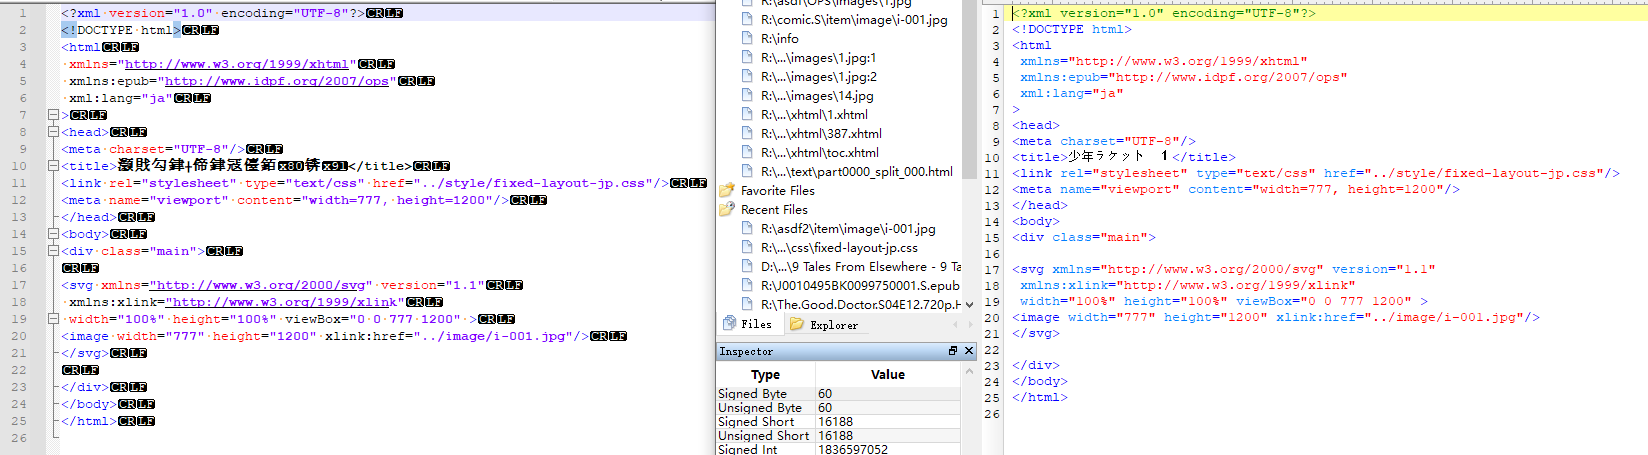 1 <?xml version="1.0" encoding="UTF-8"?>CRLF
2 <!DOCTYPE html>CRLF
3 <htmlCRLF
4 xmlns="http://www.w3.org/1999/xhtml"CRLF
5 xmlns:epub="http://www.idpf.org/2007/ops"CRLF
6 xml:lang="ja"CRLF
7 >CRLF
8 <head>CRLF
9 <meta charset="UTF-8"/>CRLF
10 <title> x80 x91</title>CRLF
11 <link rel="stylesheet" type="text/css" href="../style/fixed-layout-jp.css"/>CRLF
12 <meta name="viewport" content="width=777, height=1200"/>CRLF
13 </head>CRLF
14 <body>CRLF
15 <div class="main">CRLF
16 CRLF
17 <svg xmlns="http://www.w3.org/2000/svg" version="1.1"CRLF
18 xmlns:xlink="http://www.w3.org/1999/xlink"CRLF
19 width="100%" height="100%" viewBox="0 0 777 1200" >CRLF
20 <image width="777" height="1200" xlink:href="../image/i-001.jpg"/>CRLF
21 </svg>CRLF
22 CRLF
23 </div>CRLF
24 </body>CRLF
25 </html>CRLF
26
R:\asdf\OPS\images\1.jpg
R:\comic.S\item\image\i-001.jpg
R:\info
R:\...\images\1.jpg:1
R:\...\images\1.jpg:2
R:\...\images\14.jpg
R:\...\xhtml\1.xhtml
R:\...\xhtml\387.xhtml
R:\...\xhtml\toc.xhtml
R:\...\text\part0000_split_000.html
Favorite Files
Recent Files
R:\asdf2\item\image\i-001.jpg
R:\...\css\fixed-layout-jp.css
D:\...\9 Tales From Elsewhere - 9 Ta
R:\J0010495BK0099750001.S.epub
R:\The.Good.Doctor.S04E12.720p.H
Files Explorer
Inspector
Type Value
Signed Byte 60
Unsigned Byte 60
Signed Short 16188
Unsigned Short 16188
Signed Int 1836597052
1 <?xml version="1.0" encoding="UTF-8"?>
2 <!DOCTYPE html>
3 <html
4 xmlns="http://www.w3.org/1999/xhtml"
5 xmlns:epub="http://www.idpf.org/2007/ops"
6 xml:lang="ja"
7 >
8 <head>
9 <meta charset="UTF-8"/>
10 <title>少年ラケット　１</title>
11 <link rel="stylesheet" type="text/css" href="../style/fixed-layout-jp.css"/>
12 <meta name="viewport" content="width=777, height=1200"/>
13 </head>
14 <body>
15 <div class="main">
16
17 <svg xmlns="http://www.w3.org/2000/svg" version="1.1"
18 xmlns:xlink="http://www.w3.org/1999/xlink"
19 width="100%" height="100%" viewBox="0 0 777 1200" >
20 <image width="777" height="1200" xlink:href="../image/i-001.jpg"/>
21 </svg>
22
23 </div>
24 </body>
25 </html>
26